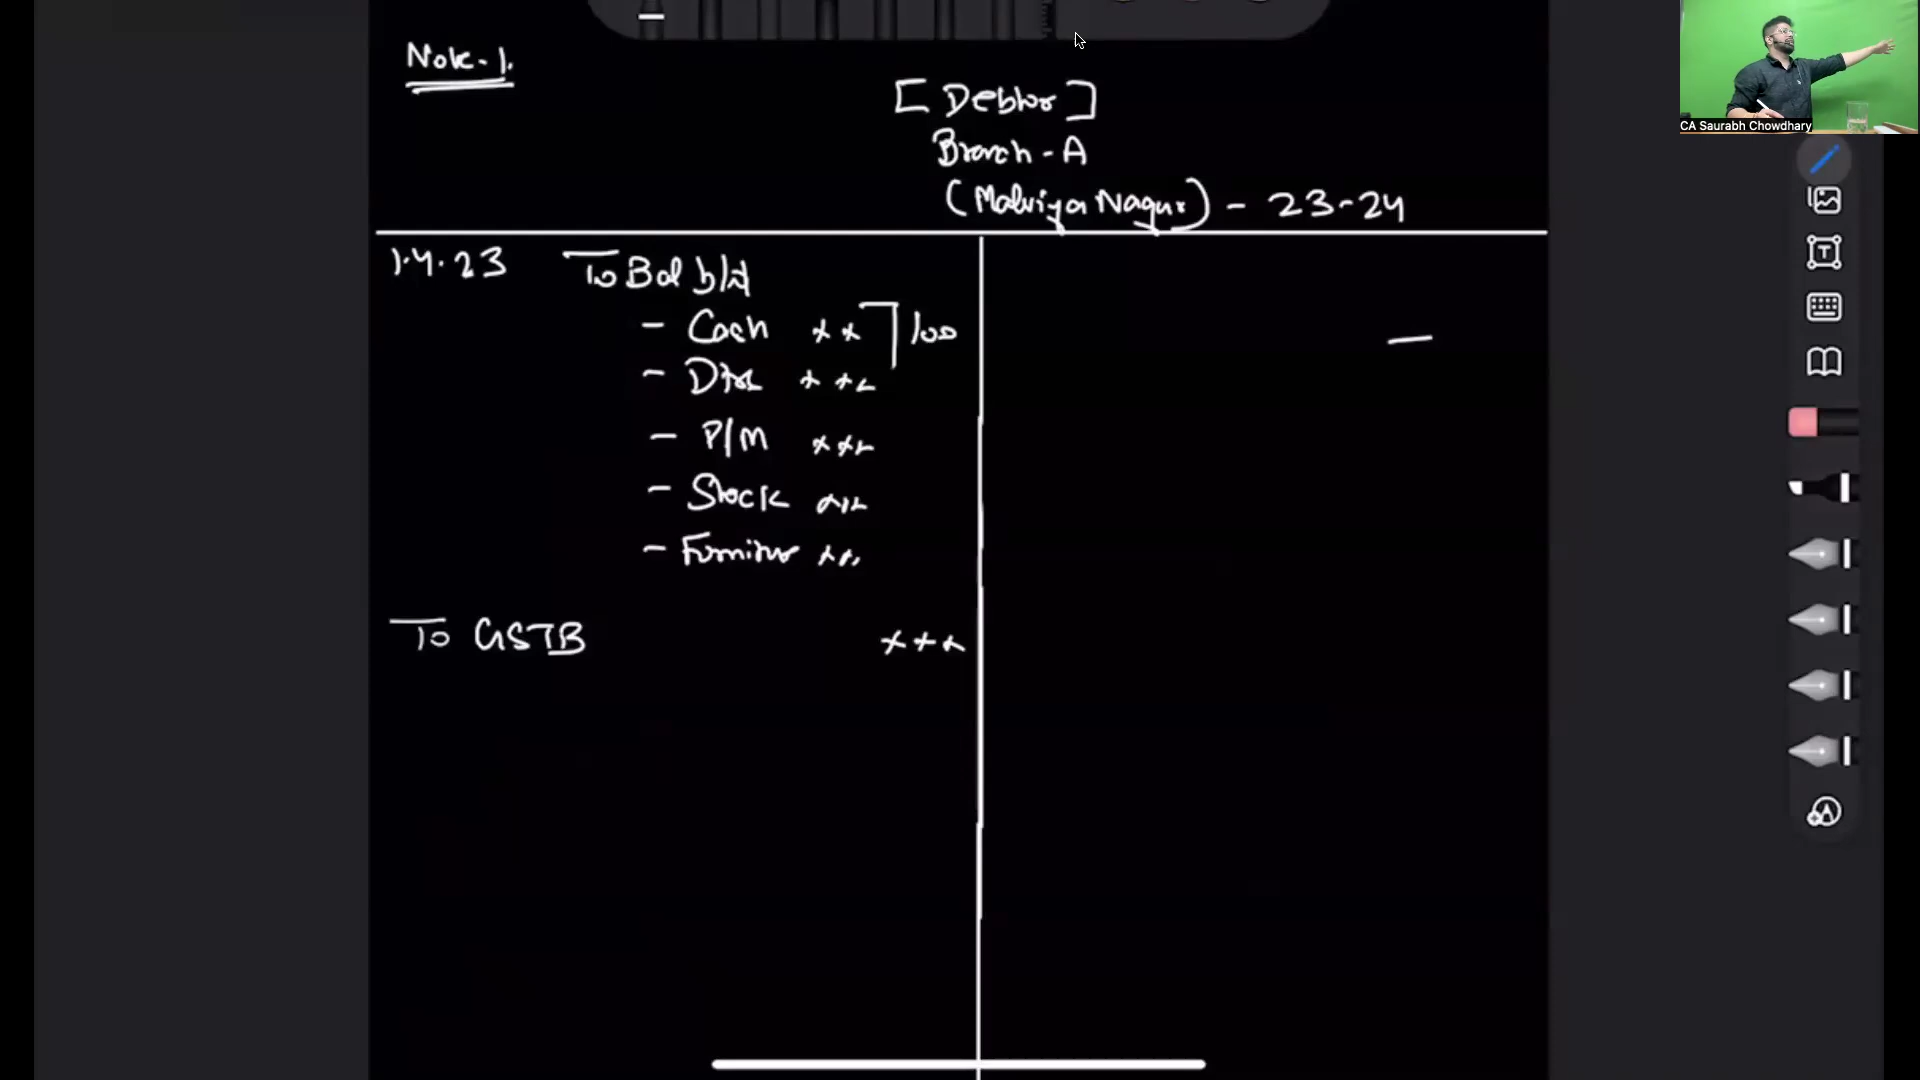 Note-1.
[Debtor]
Branch - A
(Malviya Nagar) - 23-24
1.4.23 To Bal b/d
- Cash xx ] 100
- Dtrs xxx
- P/M xxx
- Stock xxx
- Furniture xxx
To GSTB xxx
CA Saurabh Chowdhary